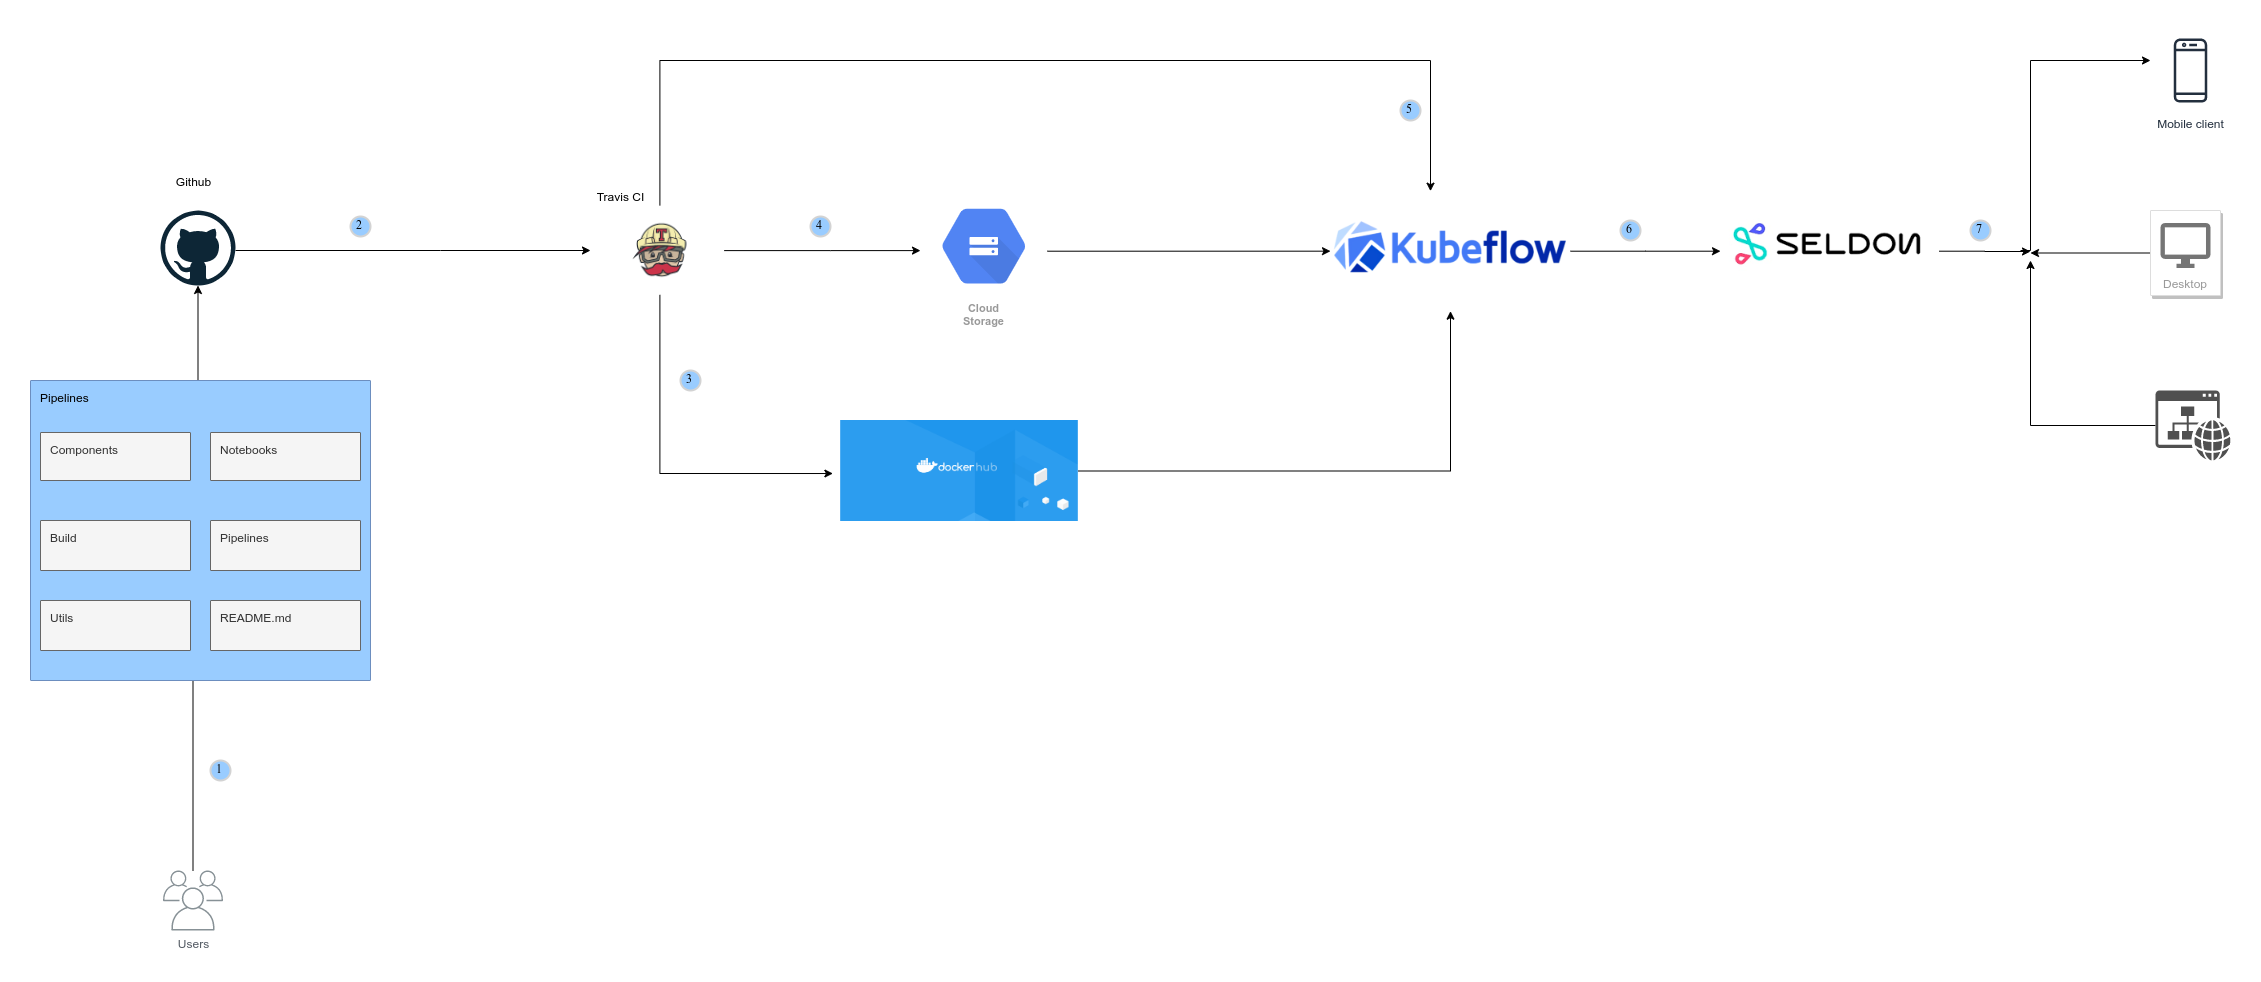 Mobile client
5
Github
Travis CI
2
4
6
7
T
Kubeflow
SELDON
Desktop
Cloud
Storage
3
Pipelines
Components
Notebooks
docker hub
Build
Pipelines
Utils
README.md
1
Users